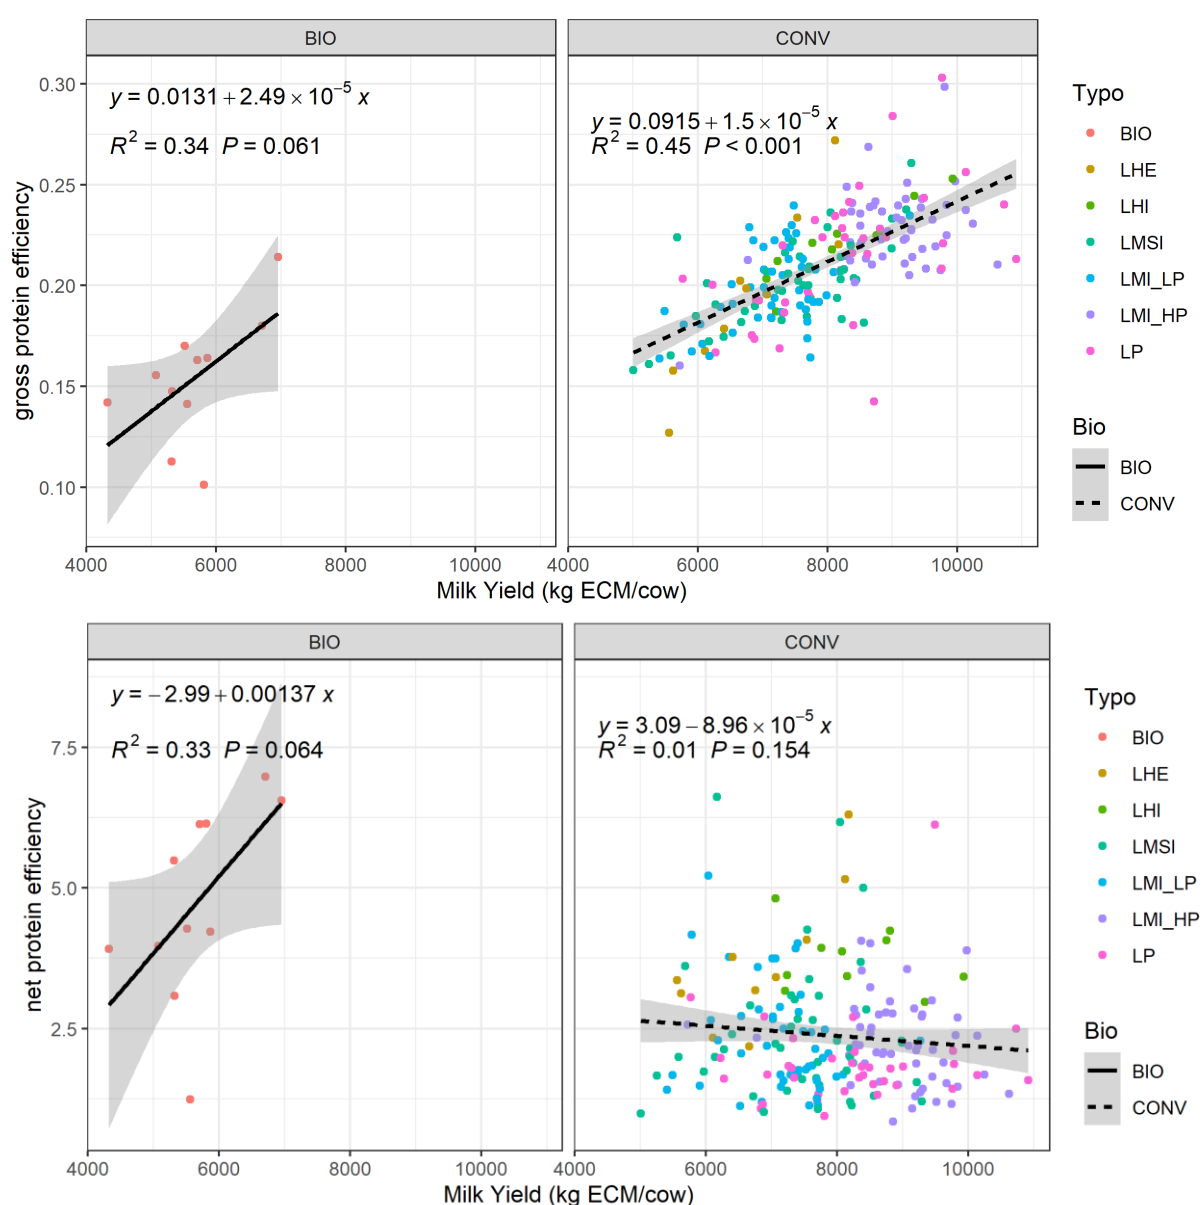 BIO CONV
y = 0.0131 + 2.49 × 10⁻⁵ x
R² = 0.34 P = 0.061
y = 0.0915 + 1.5 × 10⁻⁵ x
R² = 0.45 P < 0.001
gross protein efficiency
0.30
0.25
0.20
0.15
0.10
4000 6000 8000 10000 4000 6000 8000 10000
Milk Yield (kg ECM/cow)
Typo
BIO
LHE
LHI
LMSI
LMI_LP
LMI_HP
LP
Bio
BIO
CONV
BIO CONV
y = −2.99 + 0.00137 x
R² = 0.33 P = 0.064
y = 3.09 − 8.96 × 10⁻⁵ x
R² = 0.01 P = 0.154
net protein efficiency
7.5
5.0
2.5
4000 6000 8000 10000 4000 6000 8000 10000
Milk Yield (kg ECM/cow)
Typo
BIO
LHE
LHI
LMSI
LMI_LP
LMI_HP
LP
Bio
BIO
CONV